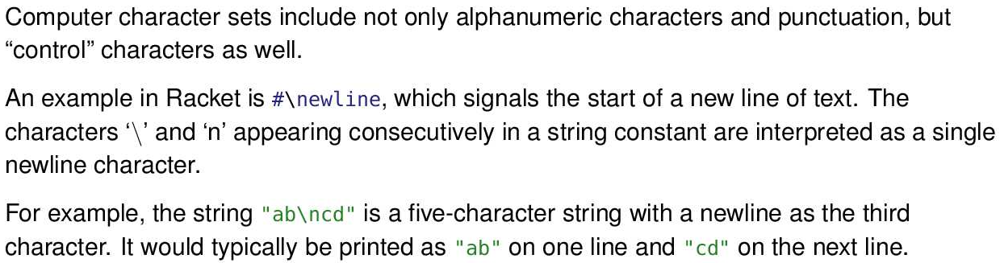 Computer character sets include not only alphanumeric characters and punctuation, but
“control” characters as well.
An example in Racket is #\newline, which signals the start of a new line of text. The
characters ‘\’ and ‘n’ appearing consecutively in a string constant are interpreted as a single
newline character.
For example, the string "ab\ncd" is a five-character string with a newline as the third
character. It would typically be printed as "ab" on one line and "cd" on the next line.